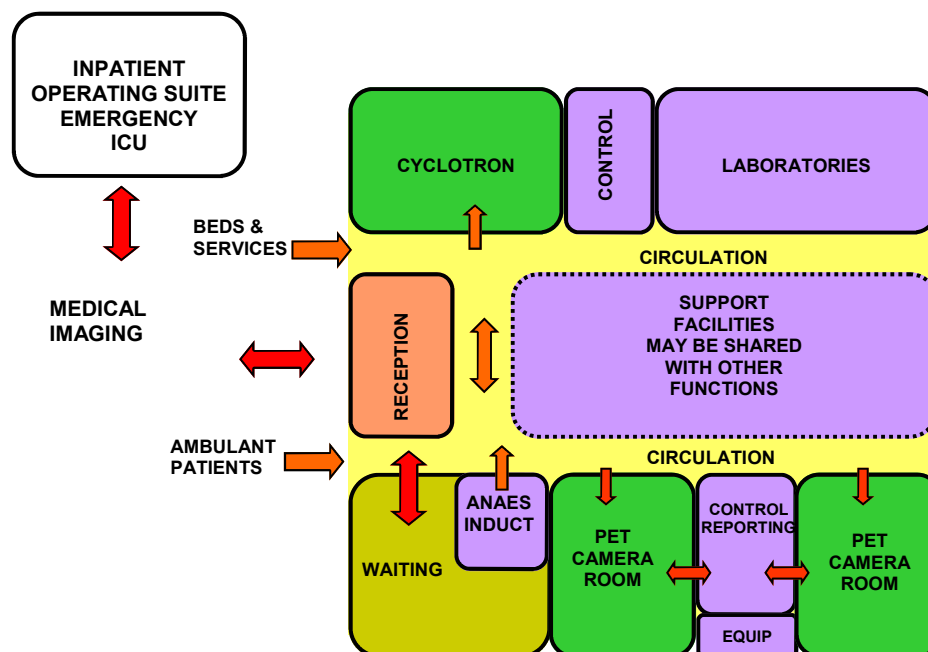 INPATIENT
OPERATING SUITE
EMERGENCY
ICU
CYCLOTRON
CONTROL
LABORATORIES
BEDS &
SERVICES
CIRCULATION
MEDICAL
IMAGING
RECEPTION
SUPPORT
FACILITIES
MAY BE SHARED
WITH OTHER
FUNCTIONS
AMBULANT
PATIENTS
CIRCULATION
WAITING
ANAES
INDUCT
PET
CAMERA
ROOM
CONTROL
REPORTING
PET
CAMERA
ROOM
EQUIP